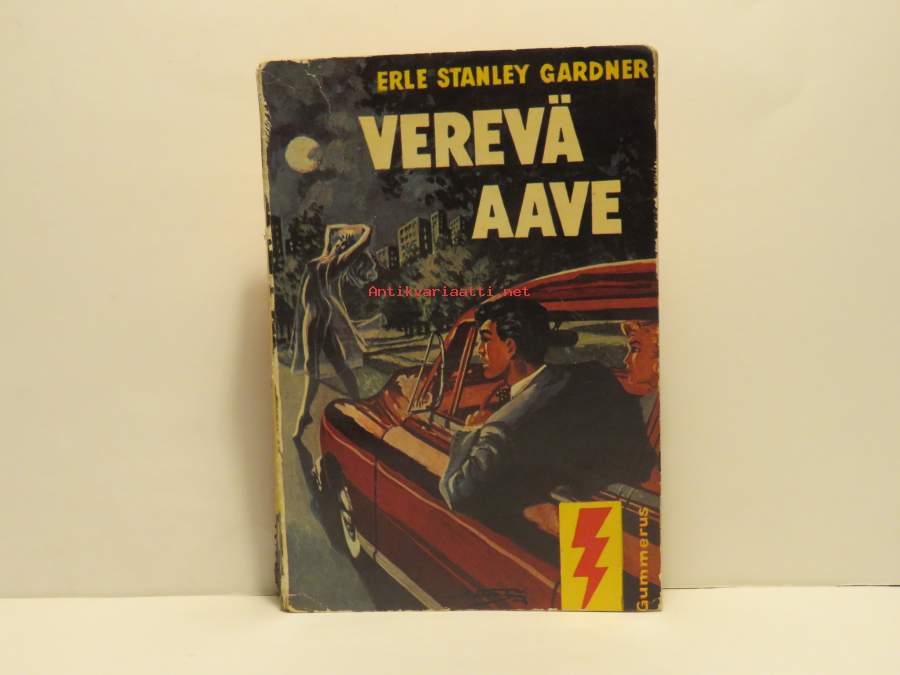 ERLE STANLEY GARDNER
VEREVÄ
AAVE
Antikvariaatti.net
Gummerus